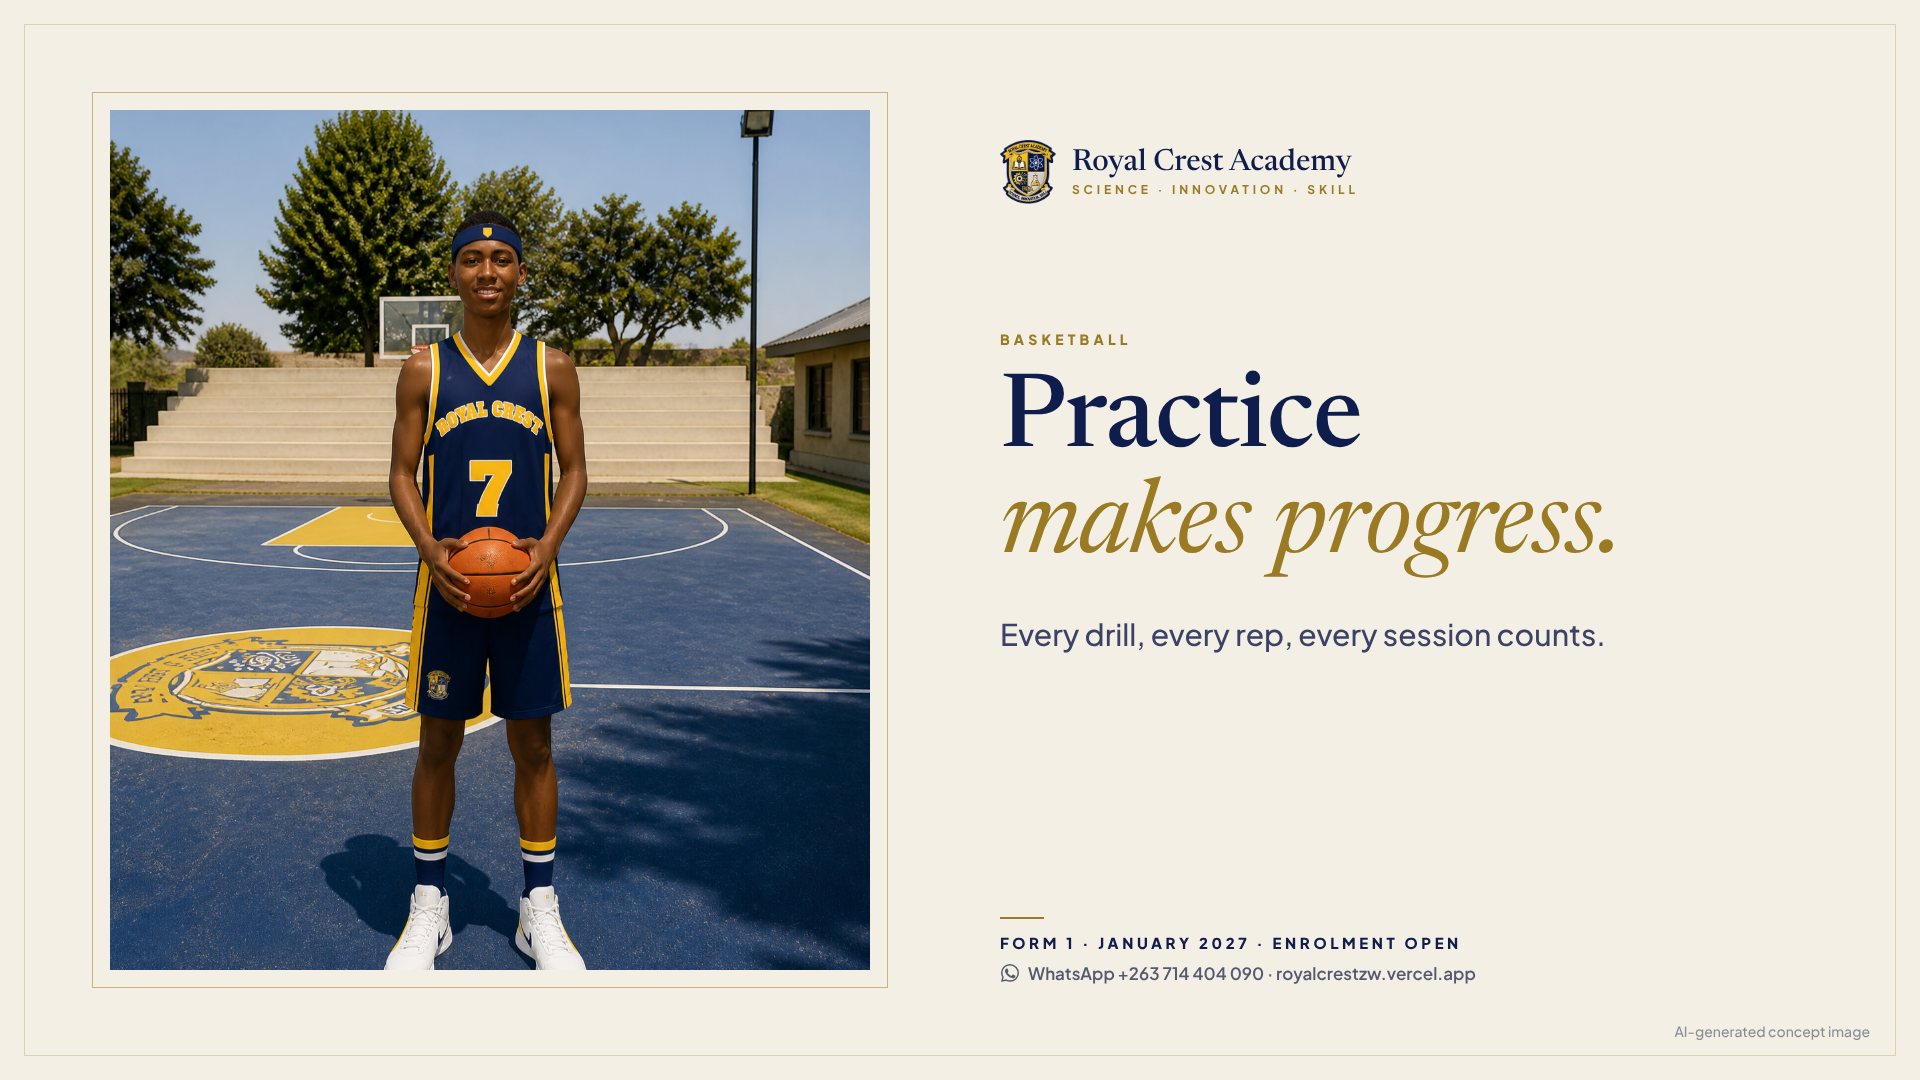 Royal Crest Academy
SCIENCE · INNOVATION · SKILL
BASKETBALL
Practice
makes progress.
Every drill, every rep, every session counts.
ROYAL CREST
7
FORM 1 · JANUARY 2027 · ENROLMENT OPEN
WhatsApp +263 714 404 090 · royalcrestzw.vercel.app
AI-generated concept image